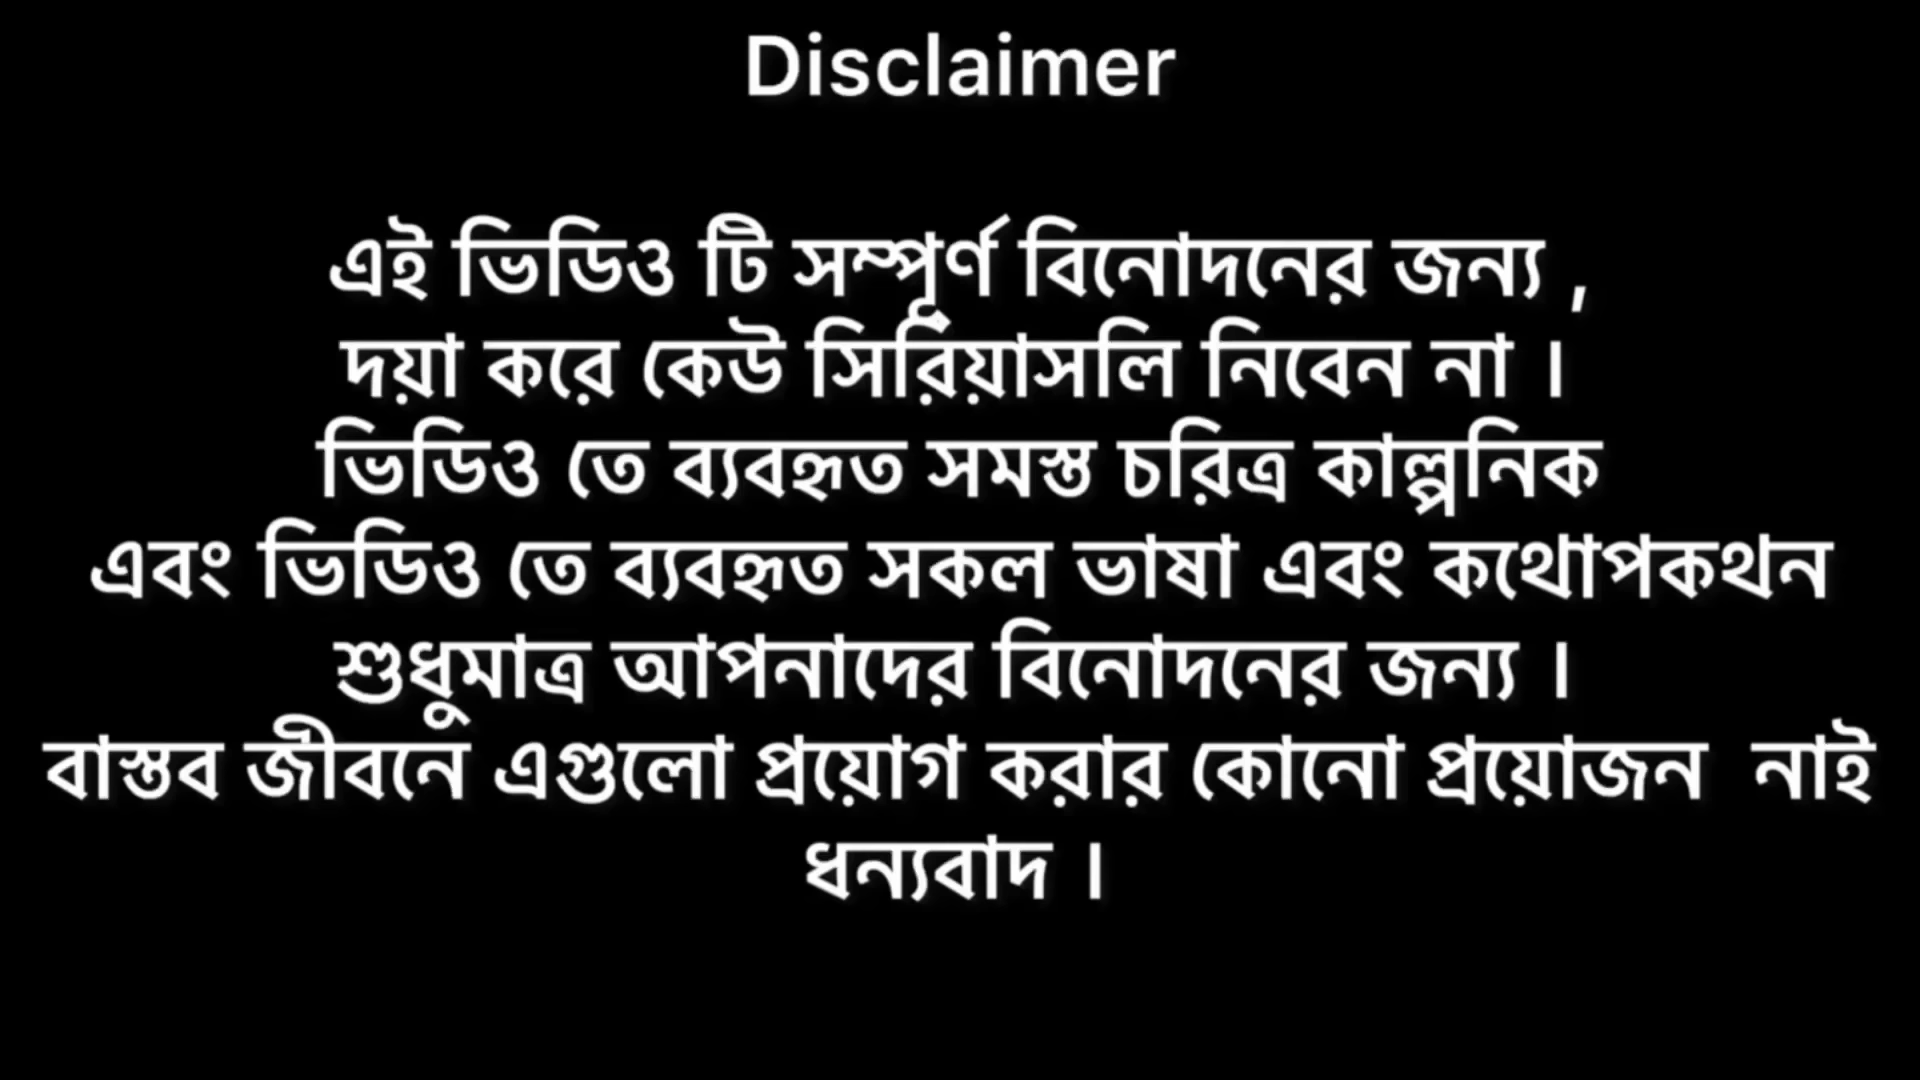 Disclaimer
এই ভিডিও টি সম্পূর্ণ বিনোদনের জন্য ,
দয়া করে কেউ সিরিয়াসলি নিবেন না ।
ভিডিও তে ব্যবহৃত সমস্ত চরিত্র কাল্পনিক
এবং ভিডিও তে ব্যবহৃত সকল ভাষা এবং কথোপকথন
শুধুমাত্র আপনাদের বিনোদনের জন্য ।
বাস্তব জীবনে এগুলো প্রয়োগ করার কোনো প্রয়োজন  নাই
ধন্যবাদ ।